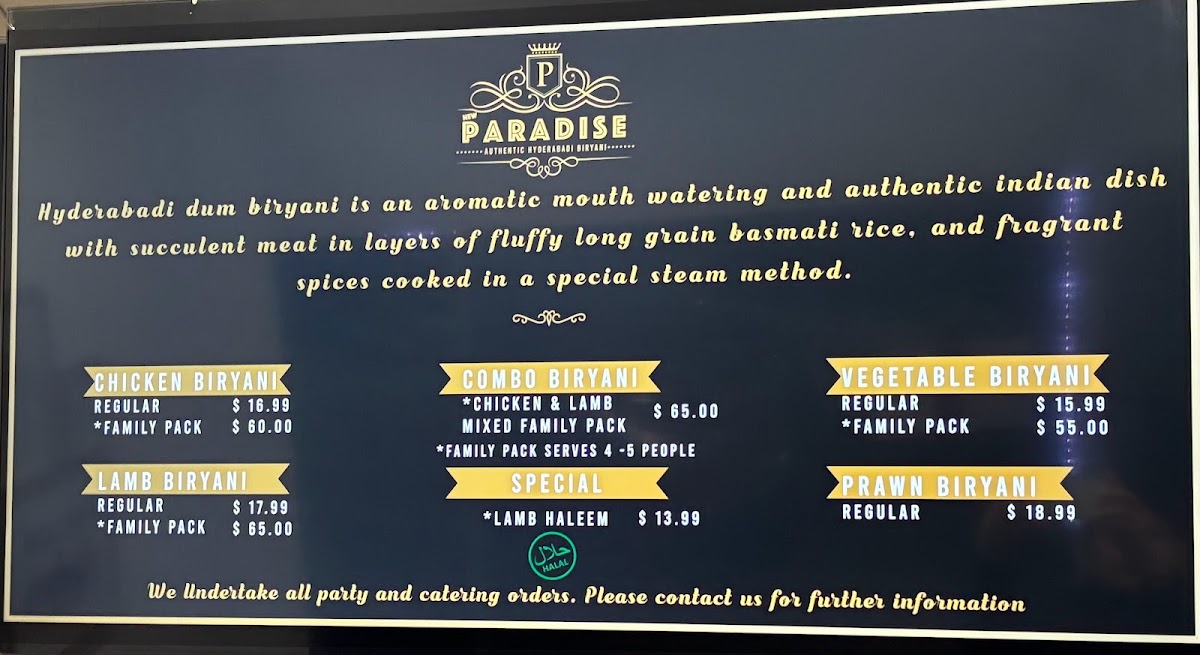 P
NEW
PARADISE
AUTHENTIC HYDERABADI BIRYANI
Hyderabadi dum biryani is an aromatic mouth watering and authentic indian dish
with succulent meat in layers of fluffy long grain basmati rice, and fragrant
spices cooked in a special steam method.
CHICKEN BIRYANI
REGULAR $ 16.99
*FAMILY PACK $ 60.00
LAMB BIRYANI
REGULAR $ 17.99
*FAMILY PACK $ 65.00
COMBO BIRYANI
*CHICKEN & LAMB
MIXED FAMILY PACK $ 65.00
*FAMILY PACK SERVES 4 -5 PEOPLE
SPECIAL
*LAMB HALEEM $ 13.99
حلال
HALAL
VEGETABLE BIRYANI
REGULAR $ 15.99
*FAMILY PACK $ 55.00
PRAWN BIRYANI
REGULAR $ 18.99
We Undertake all party and catering orders. Please contact us for further information